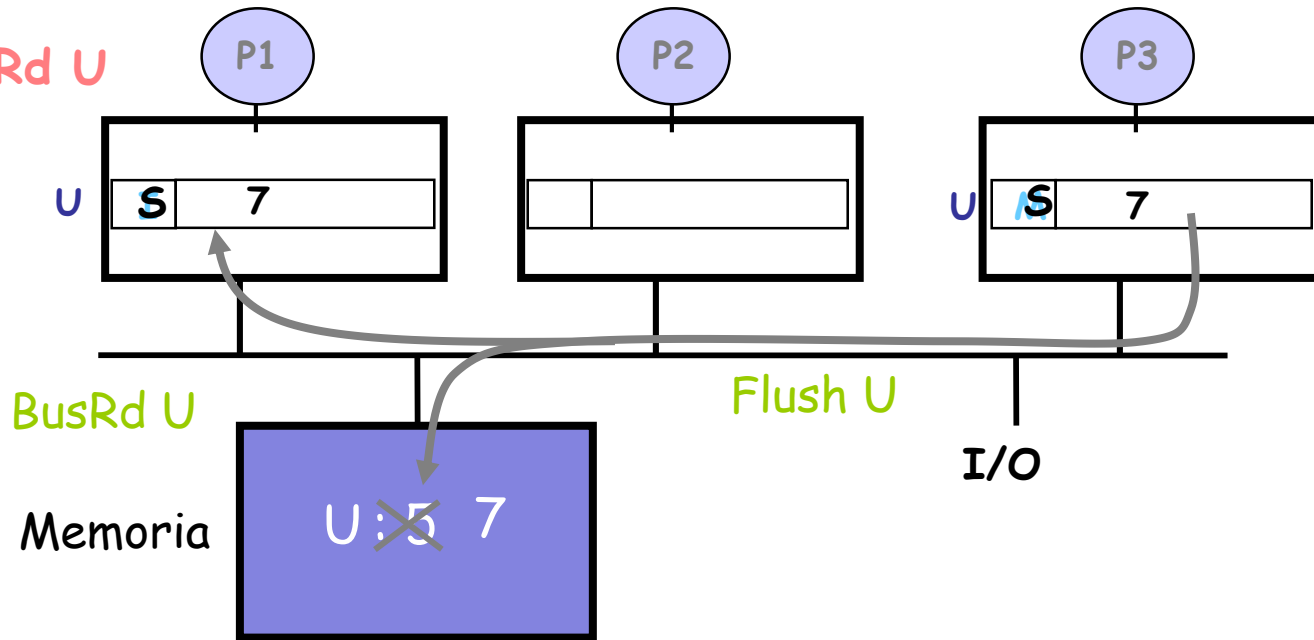 P1 P2 P3
Rd U
U S 7 U M S 7
BusRd U Flush U
I/O
Memoria U : 5 7